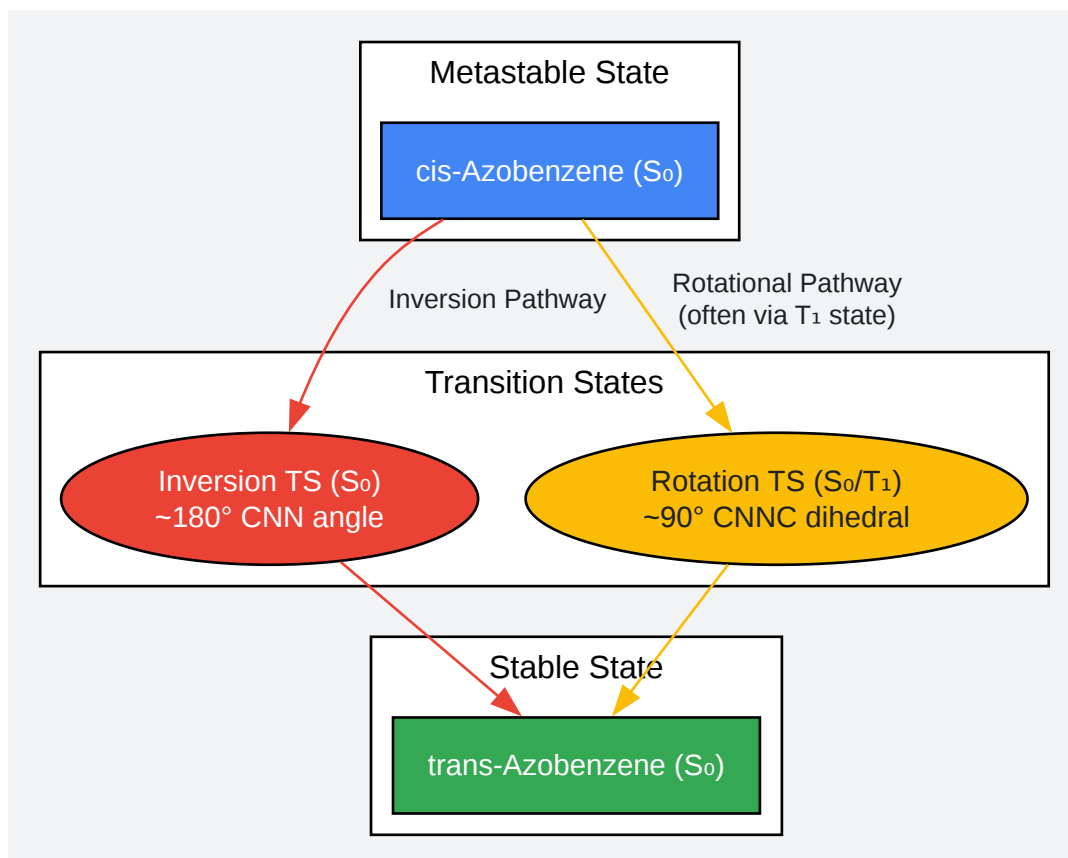 Metastable State
cis-Azobenzene (S₀)
Inversion Pathway
Rotational Pathway
(often via T₁ state)
Transition States
Inversion TS (S₀)
~180° CNN angle
Rotation TS (S₀/T₁)
~90° CNNC dihedral
Stable State
trans-Azobenzene (S₀)